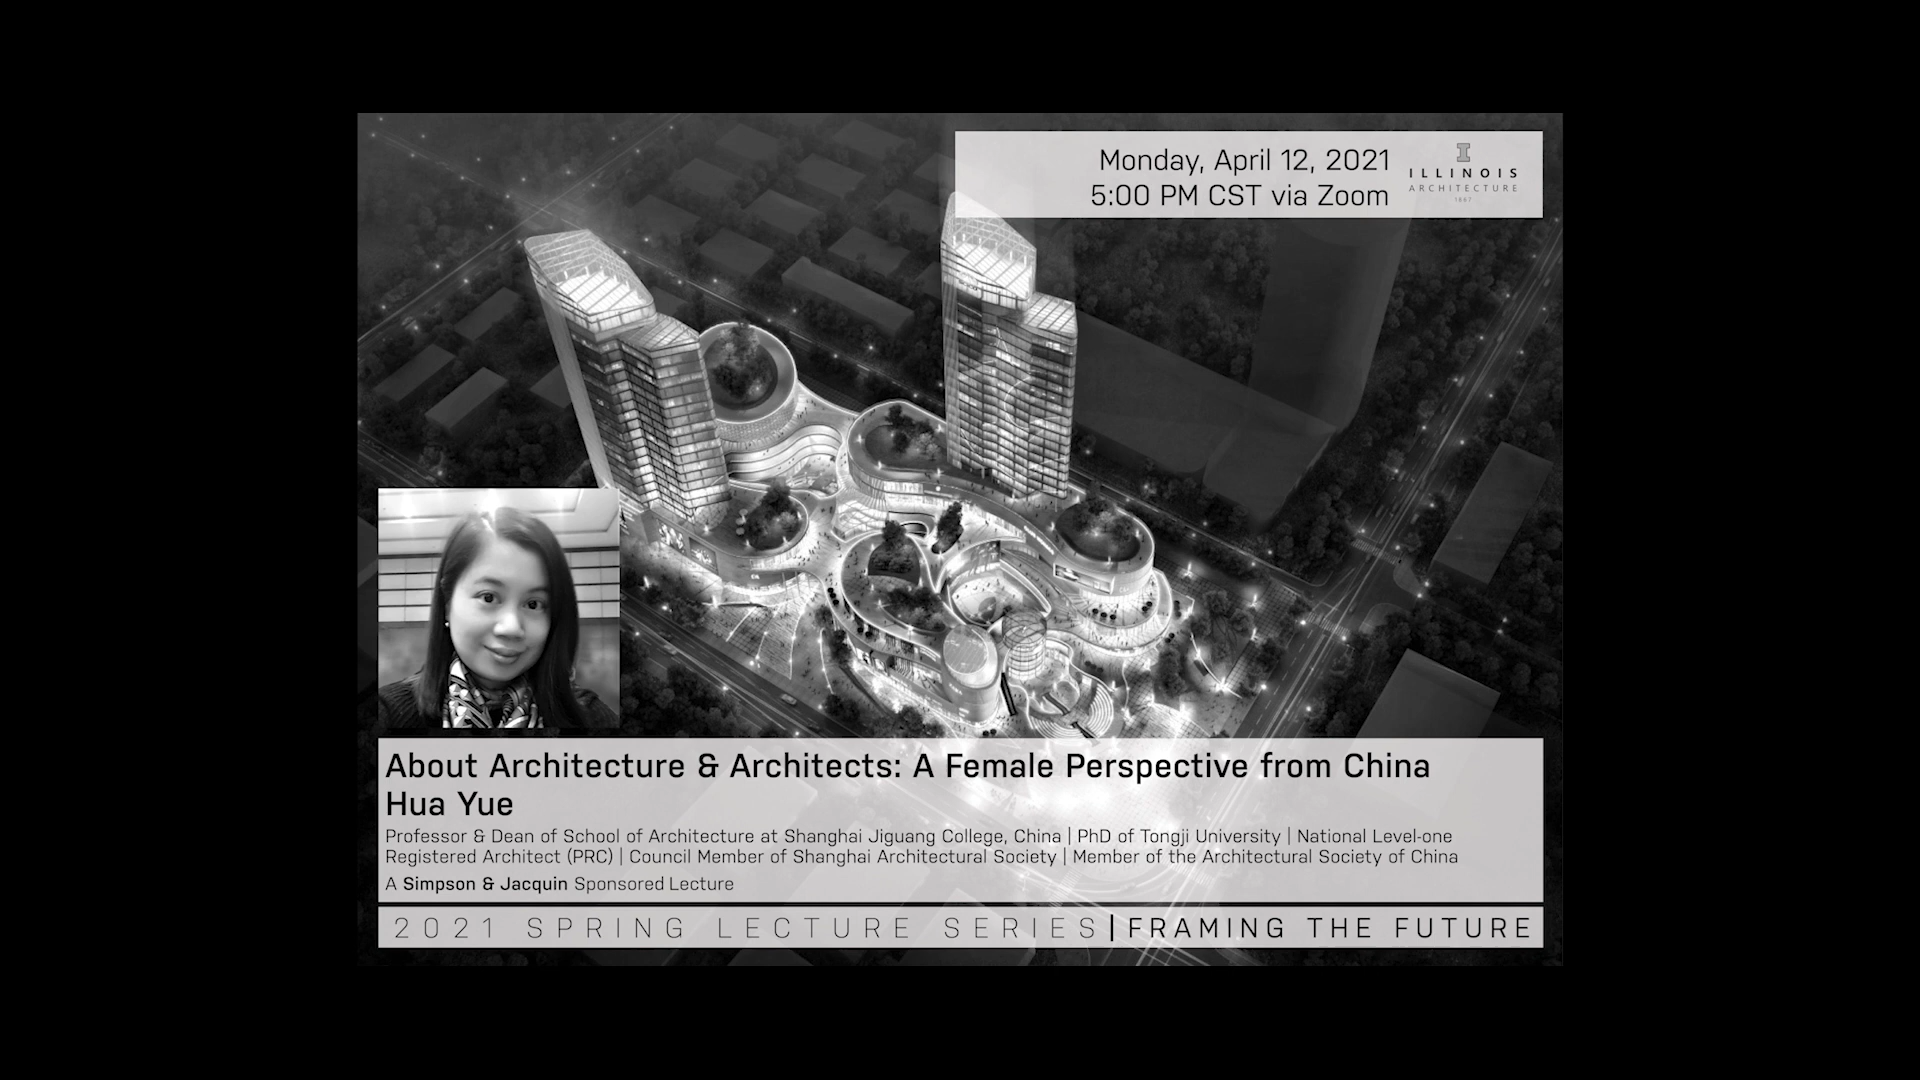 Monday, April 12, 2021
5:00 PM CST via Zoom
ILLINOIS
ARCHITECTURE
1867
About Architecture & Architects: A Female Perspective from China
Hua Yue
Professor & Dean of School of Architecture at Shanghai Jiguang College, China | PhD of Tongji University | National Level-one
Registered Architect (PRC) | Council Member of Shanghai Architectural Society | Member of the Architectural Society of China
A Simpson & Jacquin Sponsored Lecture
2021 SPRING LECTURE SERIES|FRAMING THE FUTURE